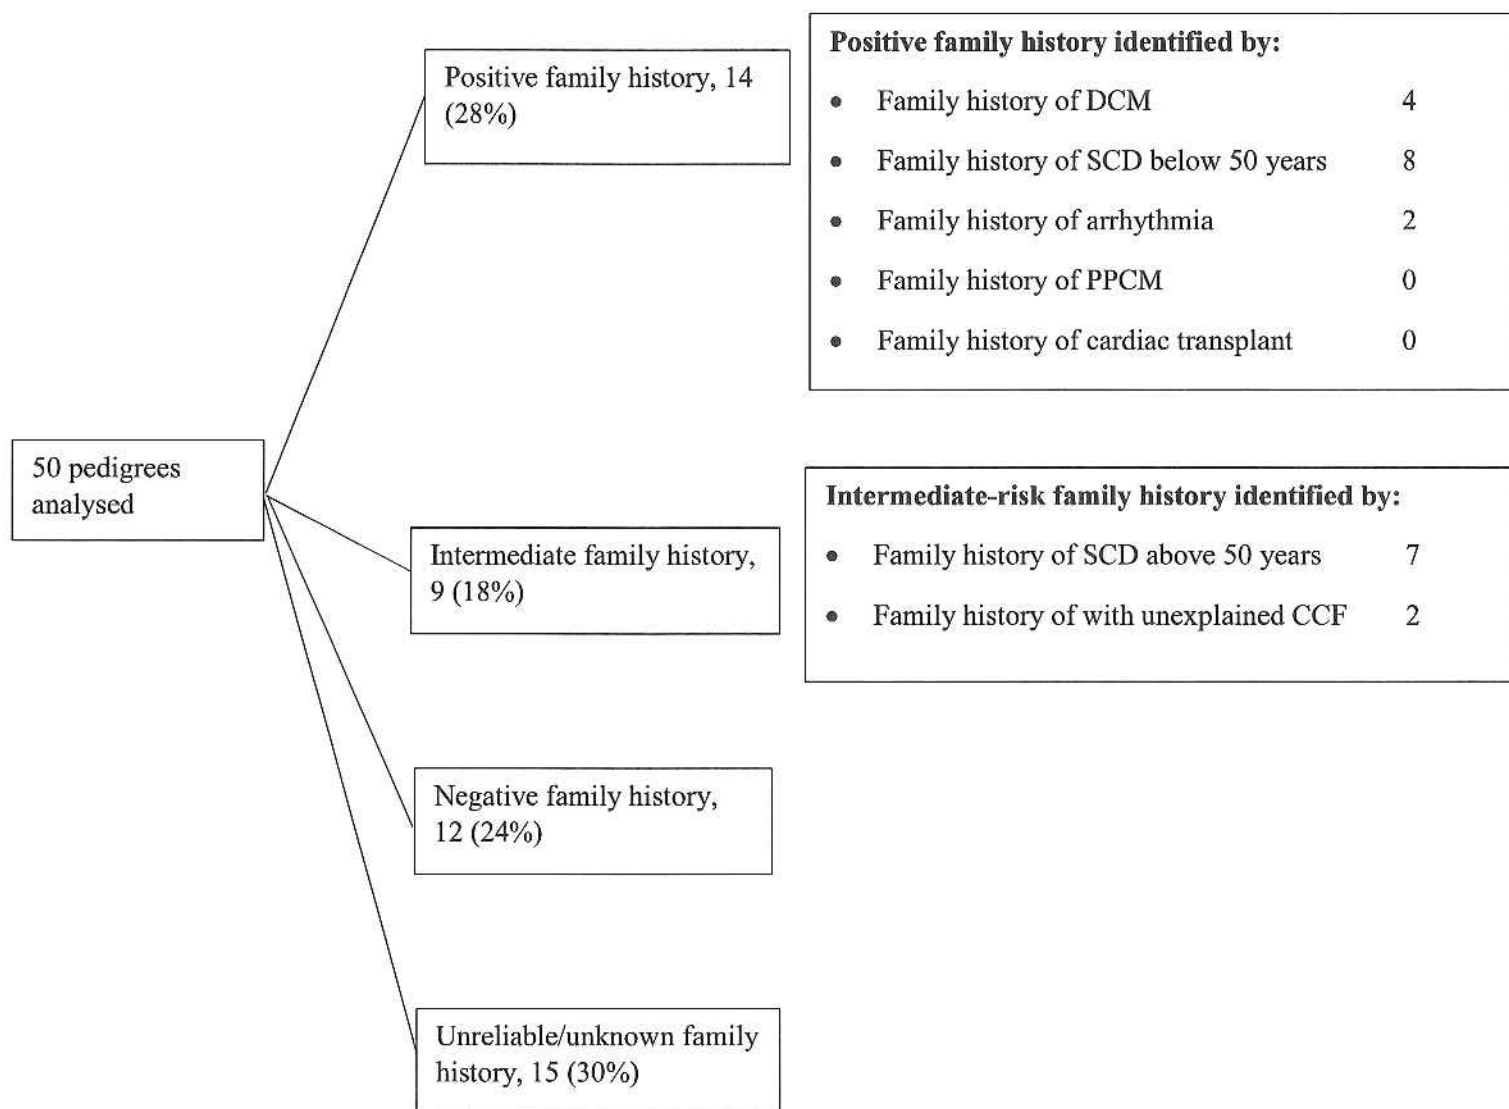 Positive family history, 14
(28%)
Positive family history identified by:
• Family history of DCM 4
• Family history of SCD below 50 years 8
• Family history of arrhythmia 2
• Family history of PPCM 0
• Family history of cardiac transplant 0
50 pedigrees
analysed
Intermediate family history,
9 (18%)
Intermediate-risk family history identified by:
• Family history of SCD above 50 years 7
• Family history of with unexplained CCF 2
Negative family history,
12 (24%)
Unreliable/unknown family
history, 15 (30%)